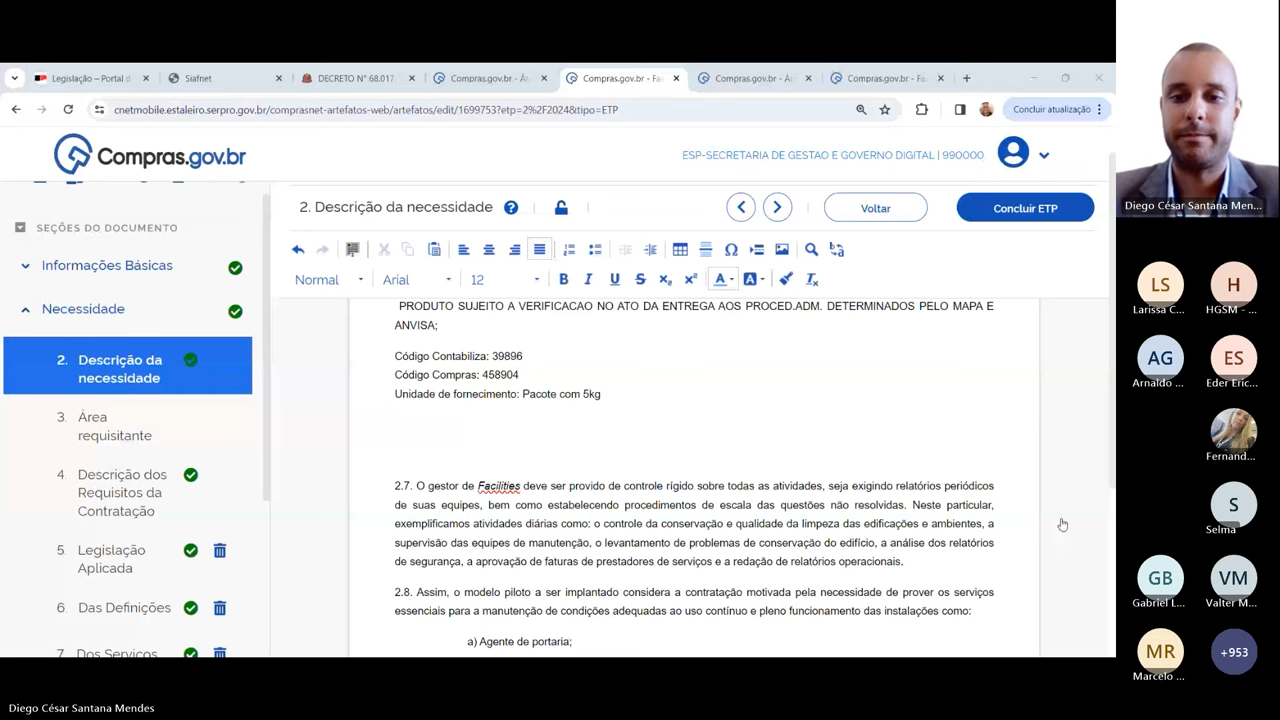 Legislação – Portal d
Siafnet
DECRETO N° 68.017
Compras.gov.br - Á
Compras.gov.br - Fa
Compras.gov.br - Á
Compras.gov.br - Fa
cnetmobile.estaleiro.serpro.gov.br/comprasnet-artefatos-web/artefatos/edit/1699753?etp=2%2F2024&tipo=ETP
Concluir atualização
Compras.gov.br
ESP-SECRETARIA DE GESTAO E GOVERNO DIGITAL | 990000
Diego César Santana Men...
SEÇÕES DO DOCUMENTO
Informações Básicas
Necessidade
2. Descrição da
necessidade
3. Área
requisitante
4. Descrição dos
Requisitos da
Contratação
5. Legislação
Aplicada
6. Das Definições
7. Dos Serviços
2. Descrição da necessidade
Voltar
Concluir ETP
Normal
Arial
12
PRODUTO SUJEITO A VERIFICACAO NO ATO DA ENTREGA AOS PROCED.ADM. DETERMINADOS PELO MAPA E
ANVISA;
Código Contabiliza: 39896
Código Compras: 458904
Unidade de fornecimento: Pacote com 5kg
2.7. O gestor de Facilities deve ser provido de controle rígido sobre todas as atividades, seja exigindo relatórios periódicos
de suas equipes, bem como estabelecendo procedimentos de escala das questões não resolvidas. Neste particular,
exemplificamos atividades diárias como: o controle da conservação e qualidade da limpeza das edificações e ambientes, a
supervisão das equipes de manutenção, o levantamento de problemas de conservação do edifício, a análise dos relatórios
de segurança, a aprovação de faturas de prestadores de serviços e a redação de relatórios operacionais.
2.8. Assim, o modelo piloto a ser implantado considera a contratação motivada pela necessidade de prover os serviços
essenciais para a manutenção de condições adequadas ao uso contínuo e pleno funcionamento das instalações como:
a) Agente de portaria;
LS
Larissa C...
H
HGSM - ...
AG
Arnaldo ...
ES
Eder Eric...
Fernand...
S
Selma
GB
Gabriel L...
VM
Valter M...
MR
Marcelo ...
+953
Diego César Santana Mendes